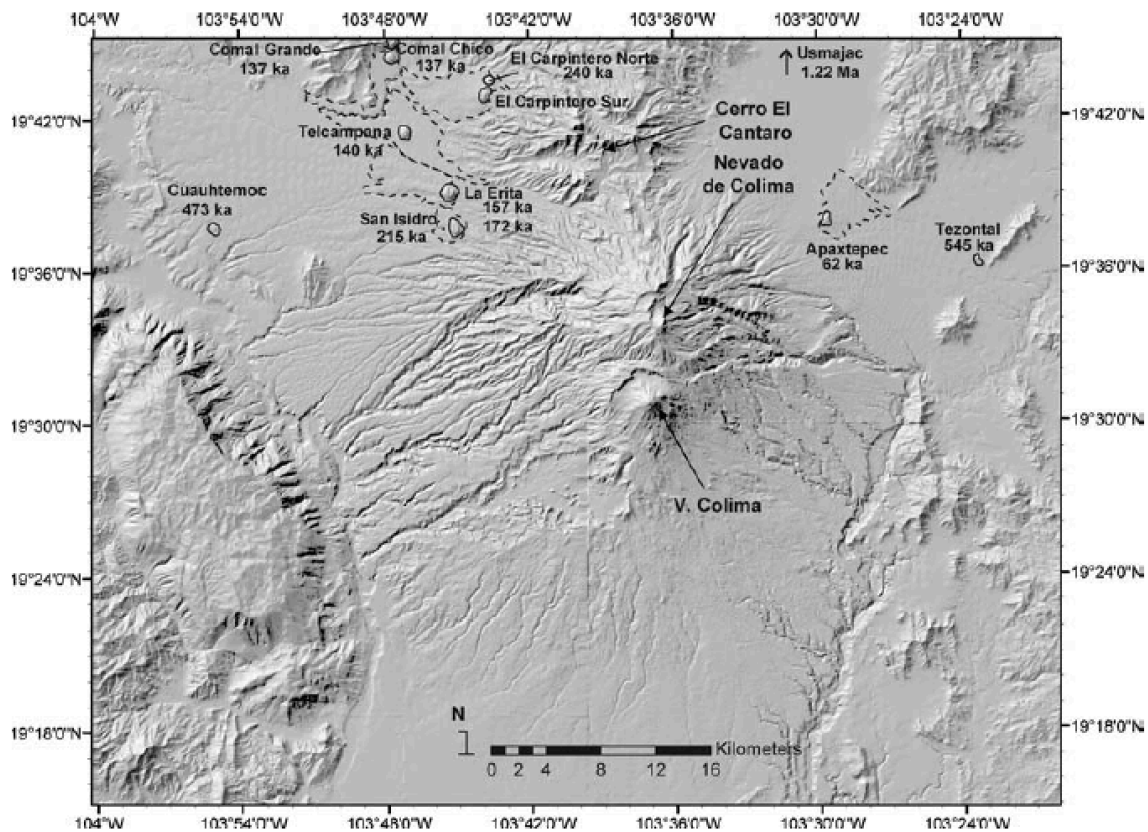 104°W 103°54'0"W 103°48'0"W 103°42'0"W 103°36'0"W 103°30'0"W 103°24'0"W
Comal Grande
137 ka
Comal Chico
137 ka
El Carpintero Norte
240 ka
El Carpintero Sur
Usmajac
1.22 Ma
19°42'0"N
19°42'0"N
Telcampana
140 ka
Cerro El
Cantaro
Nevado
de Colima
Cuauhtemoc
473 ka
La Erita
157 ka
172 ka
San Isidro
215 ka
Apaxtepec
62 ka
Tezontal
545 ka
19°36'0"N
19°36'0"N
19°30'0"N
19°30'0"N
V. Colima
19°24'0"N
19°24'0"N
19°18'0"N
19°18'0"N
N
Kilometers
0 2 4 8 12 16
104°W 103°54'0"W 103°48'0"W 103°42'0"W 103°36'0"W 103°30'0"W 103°24'0"W